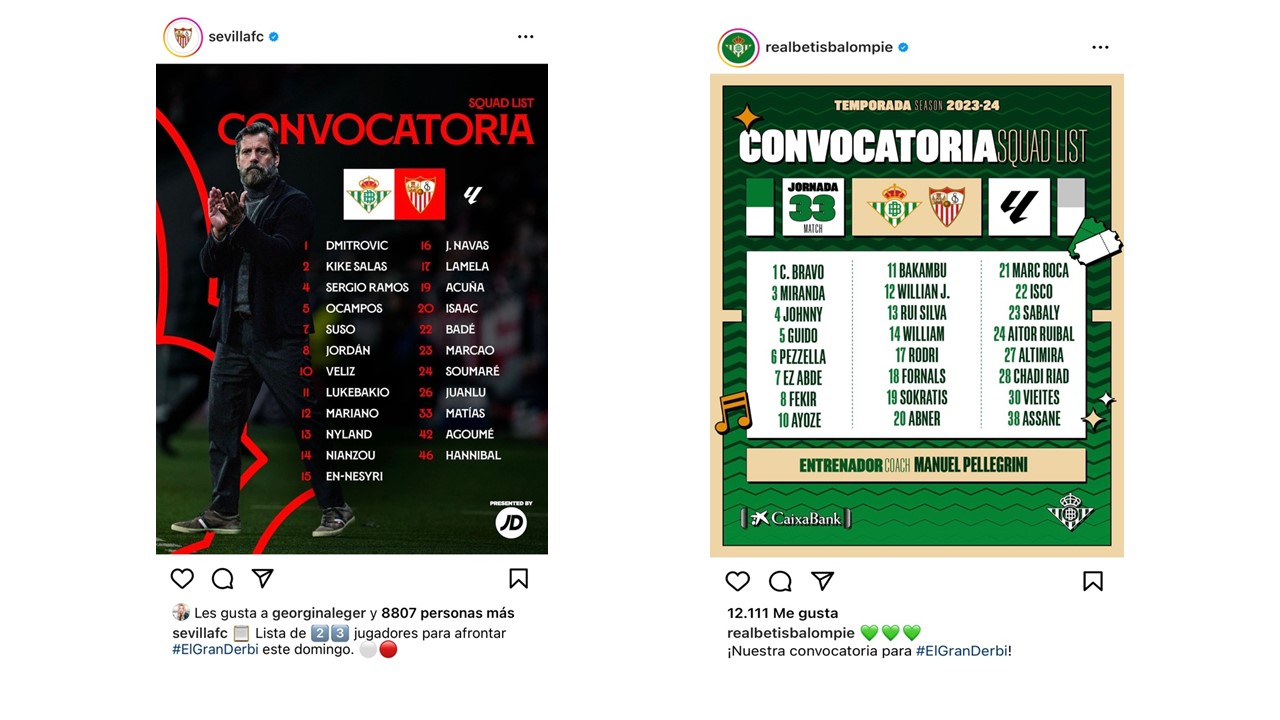 sevillafc
SQUAD LIST
CONVOCATORIA
1 DMITROVIC
2 KIKE SALAS
4 SERGIO RAMOS
5 OCAMPOS
7 SUSO
8 JORDÁN
10 VELIZ
11 LUKEBAKIO
12 MARIANO
13 NYLAND
14 NIANZOU
15 EN-NESYRI
16 J. NAVAS
17 LAMELA
19 ACUÑA
20 ISAAC
22 BADÉ
23 MARCAO
24 SOUMARÉ
26 JUANLU
33 MATÍAS
42 AGOUMÉ
46 HANNIBAL
PRESENTED BY
JD
Les gusta a georginaleger y 8807 personas más
sevillafc 📋 Lista de 2️⃣3️⃣ jugadores para afrontar
#ElGranDerbi este domingo. ⚪🔴
realbetisbalompie
TEMPORADA SEASON 2023-24
CONVOCATORIA SQUAD LIST
JORNADA
33
MATCH
1 C. BRAVO
3 MIRANDA
4 JOHNNY
5 GUIDO
6 PEZZELLA
7 EZ ABDE
8 FEKIR
10 AYOZE
11 BAKAMBU
12 WILLIAN J.
13 RUI SILVA
14 WILLIAM
17 RODRI
18 FORNALS
19 SOKRATIS
20 ABNER
21 MARC ROCA
22 ISCO
23 SABALY
24 AITOR RUIBAL
27 ALTIMIRA
28 CHADI RIAD
30 VIEITES
38 ASSANE
ENTRENADOR COACH MANUEL PELLEGRINI
CaixaBank
12.111 Me gusta
realbetisbalompie 💚💚💚
¡Nuestra convocatoria para #ElGranDerbi!